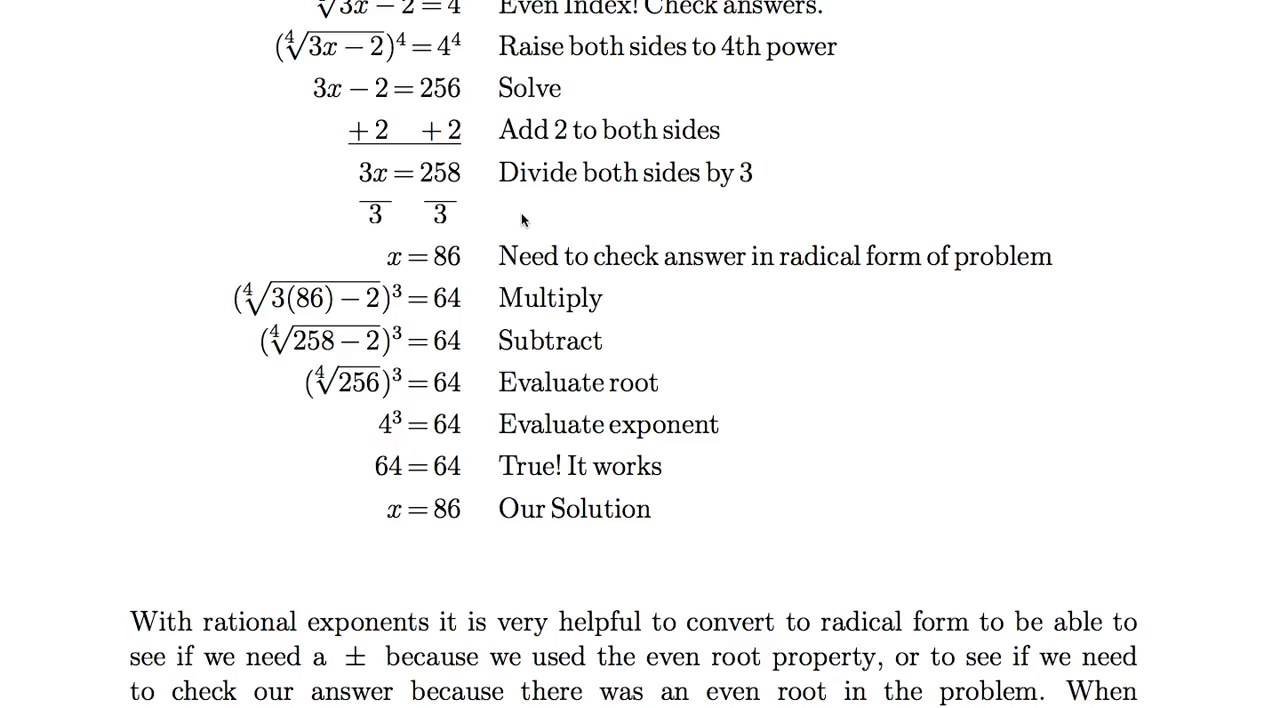 ∜3x − 2 = 4 Even Index! Check answers.
(∜3x − 2)⁴ = 4⁴ Raise both sides to 4th power
3x − 2 = 256 Solve
+ 2 + 2 Add 2 to both sides
3x = 258 Divide both sides by 3
3 3
x = 86 Need to check answer in radical form of problem
(∜3(86) − 2)³ = 64 Multiply
(∜258 − 2)³ = 64 Subtract
(∜256)³ = 64 Evaluate root
4³ = 64 Evaluate exponent
64 = 64 True! It works
x = 86 Our Solution
With rational exponents it is very helpful to convert to radical form to be able to
see if we need a ± because we used the even root property, or to see if we need
to check our answer because there was an even root in the problem. When